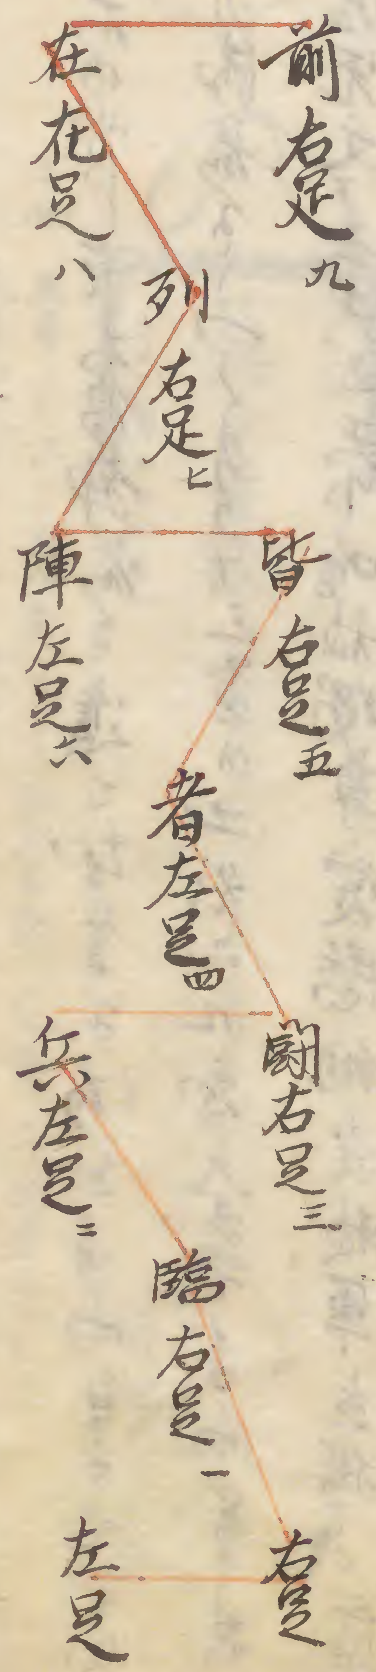 前 右足 九
在 左足 八
列 右足 七
皆 右足 五
陣 左足 六
者 左足 四
闘 右足 三
兵 左足 二
臨 右足 一
右足
左足